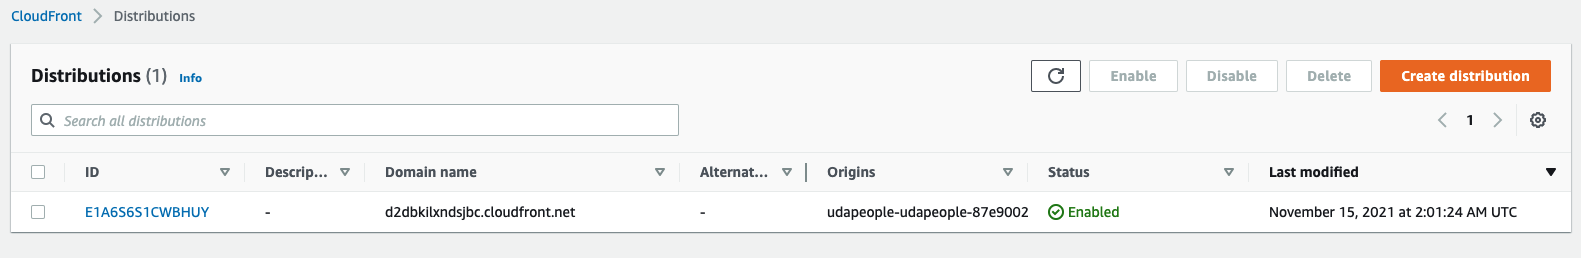 CloudFront > Distributions
Distributions (1) Info
Enable Disable Delete Create distribution
Search all distributions
1
ID Descrip... Domain name Alternat... Origins Status Last modified
E1A6S6S1CWBHUY - d2dbkilxndsjbc.cloudfront.net - udapeople-udapeople-87e9002 Enabled November 15, 2021 at 2:01:24 AM UTC